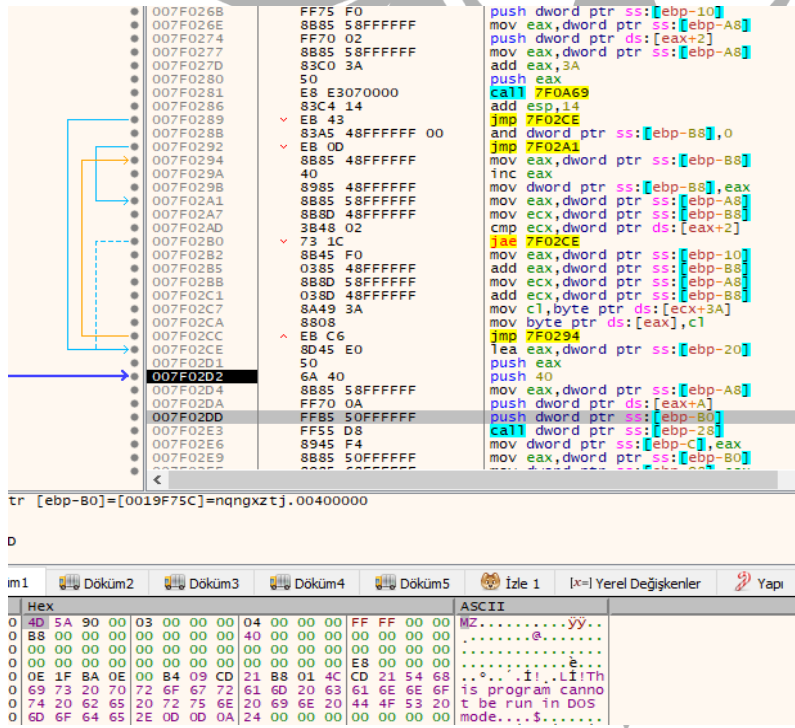 007F026B FF75 F0 push dword ptr ss:[ebp-10]
007F026E 8B85 58FFFFFF mov eax,dword ptr ss:[ebp-A8]
007F0274 FF70 02 push dword ptr ds:[eax+2]
007F0277 8B85 58FFFFFF mov eax,dword ptr ss:[ebp-A8]
007F027D 83C0 3A add eax,3A
007F0280 50 push eax
007F0281 E8 E3070000 call 7F0A69
007F0286 83C4 14 add esp,14
007F0289 EB 43 jmp 7F02CE
007F028B 83A5 48FFFFFF 00 and dword ptr ss:[ebp-B8],0
007F0292 EB 0D jmp 7F02A1
007F0294 8B85 48FFFFFF mov eax,dword ptr ss:[ebp-B8]
007F029A 40 inc eax
007F029B 8985 48FFFFFF mov dword ptr ss:[ebp-B8],eax
007F02A1 8B85 58FFFFFF mov eax,dword ptr ss:[ebp-A8]
007F02A7 8B8D 48FFFFFF mov ecx,dword ptr ss:[ebp-B8]
007F02AD 3B48 02 cmp ecx,dword ptr ds:[eax+2]
007F02B0 73 1C jae 7F02CE
007F02B2 8B45 F0 mov eax,dword ptr ss:[ebp-10]
007F02B5 0385 48FFFFFF add eax,dword ptr ss:[ebp-B8]
007F02BB 8B8D 58FFFFFF mov ecx,dword ptr ss:[ebp-A8]
007F02C1 038D 48FFFFFF add ecx,dword ptr ss:[ebp-B8]
007F02C7 8A49 3A mov cl,byte ptr ds:[ecx+3A]
007F02CA 8808 mov byte ptr ds:[eax],cl
007F02CC EB C6 jmp 7F0294
007F02CE 8D45 E0 lea eax,dword ptr ss:[ebp-20]
007F02D1 50 push eax
007F02D2 6A 40 push 40
007F02D4 8B85 58FFFFFF mov eax,dword ptr ss:[ebp-A8]
007F02DA FF70 0A push dword ptr ds:[eax+A]
007F02DD FFB5 50FFFFFF push dword ptr ss:[ebp-B0]
007F02E3 FF55 D8 call dword ptr ss:[ebp-28]
007F02E6 8945 F4 mov dword ptr ss:[ebp-C],eax
007F02E9 8B85 50FFFFFF mov eax,dword ptr ss:[ebp-B0]
tr [ebp-B0]=[0019F75C]=nqngxztj.00400000
D
m1 Döküm2 Döküm3 Döküm4 Döküm5 İzle 1 [x=] Yerel Değişkenler Yapı
Hex ASCII
0 4D 5A 90 00 03 00 00 00 04 00 00 00 FF FF 00 00 MZ..........ÿÿ..
0 B8 00 00 00 00 00 00 00 40 00 00 00 00 00 00 00 ¸.......@.......
0 00 00 00 00 00 00 00 00 00 00 00 00 00 00 00 00 ................
0 00 00 00 00 00 00 00 00 00 00 00 00 E8 00 00 00 ............è...
0 0E 1F BA 0E 00 B4 09 CD 21 B8 01 4C CD 21 54 68 ..º..´.İ!¸.Lİ!Th
0 69 73 20 70 72 6F 67 72 61 6D 20 63 61 6E 6E 6F is program canno
0 74 20 62 65 20 72 75 6E 20 69 6E 20 44 4F 53 20 t be run in DOS
0 6D 6F 64 65 2E 0D 0D 0A 24 00 00 00 00 00 00 00 mode....$.......